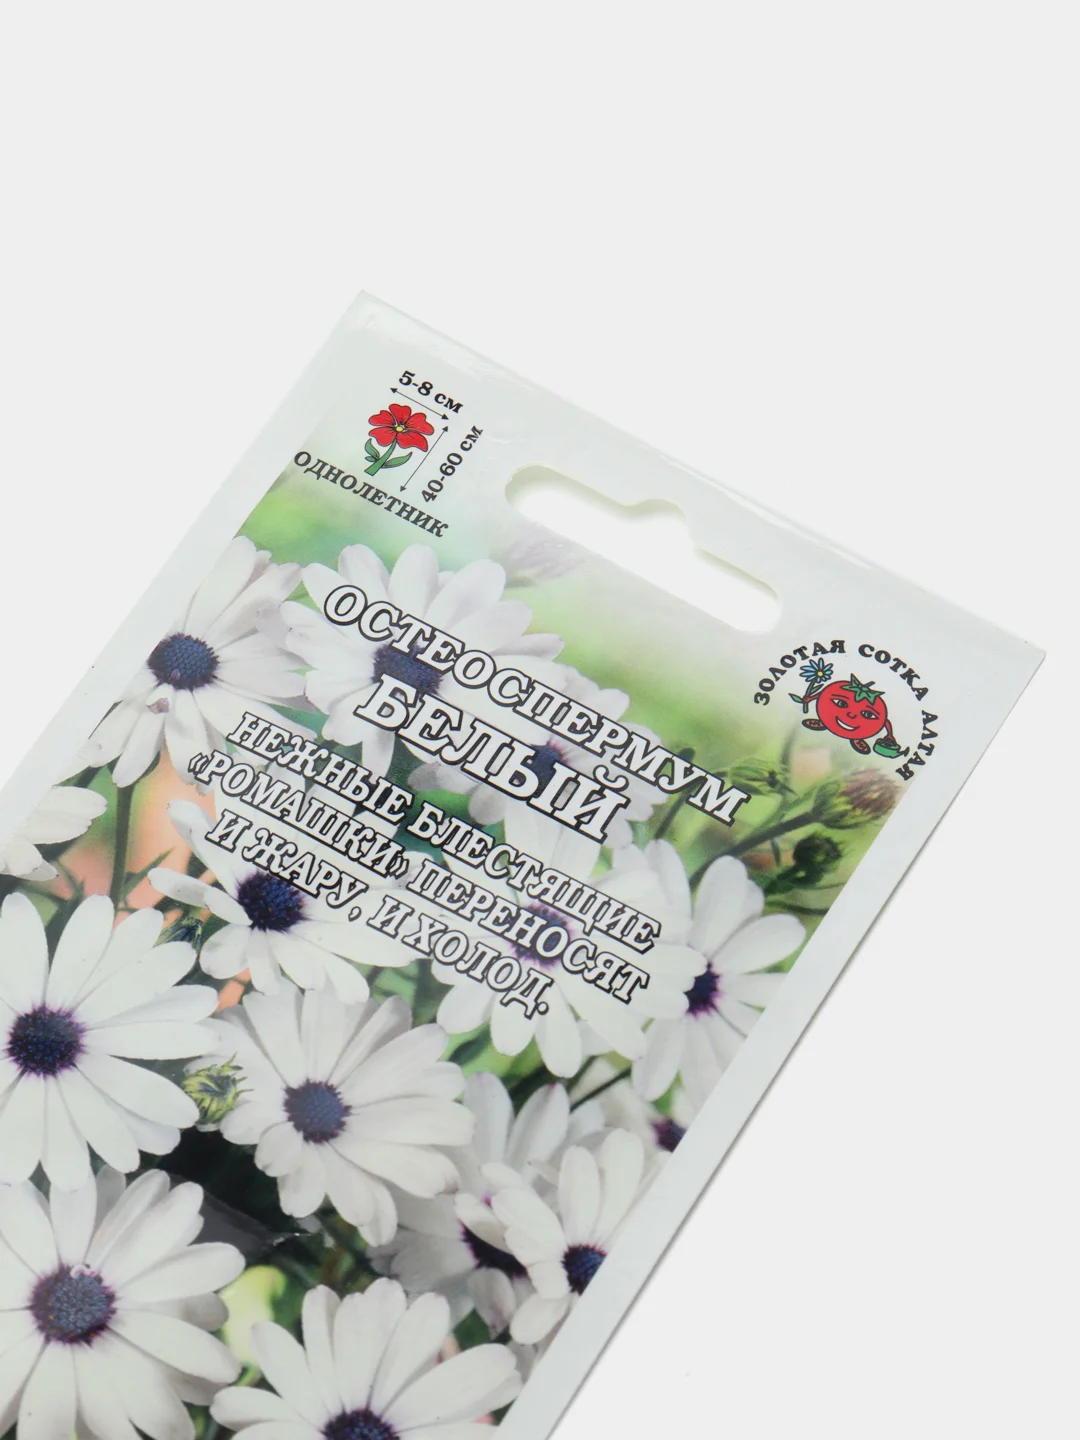 5-8 см
40-60 см
ОДНОЛЕТНИК
ЗОЛОТАЯ СОТКА АЛТАЯ
ОСТЕОСПЕРМУМ
БЕЛЫЙ
НЕЖНЫЕ БЛЕСТЯЩИЕ
«РОМАШКИ» ПЕРЕНОСЯТ
И ЖАРУ, И ХОЛОД.